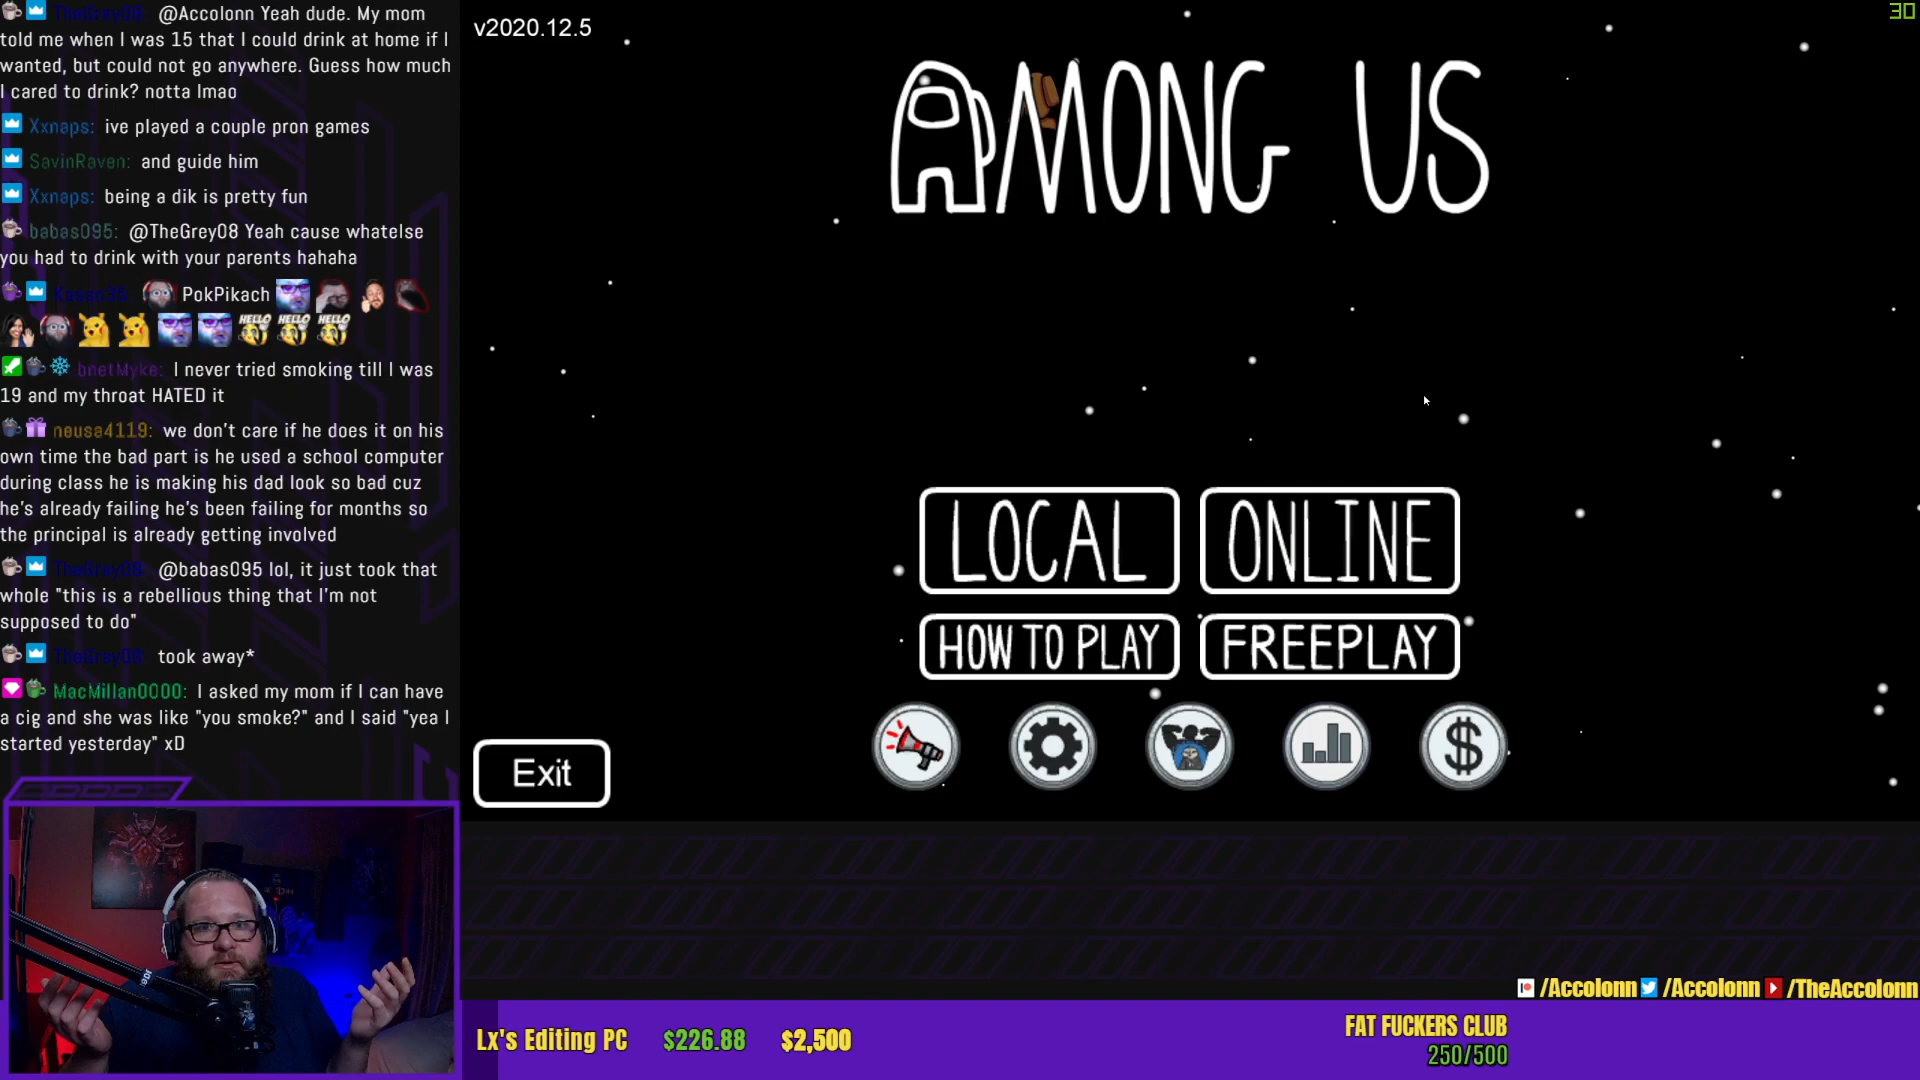 TheGrey08 @Accolonn Yeah dude. My mom
told me when I was 15 that I could drink at home if I
wanted, but could not go anywhere. Guess how much
I cared to drink? notta lmao
Xxnaps: ive played a couple pron games
SavinRaven: and guide him
Xxnaps: being a dik is pretty fun
babas095: @TheGrey08 Yeah cause whatelse
you had to drink with your parents hahaha
PokPikach
HELLO HELLO HELLO
bnetMyke: I never tried smoking till I was
19 and my throat HATED it
neusa4119: we don't care if he does it on his
own time the bad part is he used a school computer
during class he is making his dad look so bad cuz
he's already failing he's been failing for months so
the principal is already getting involved
TheGrey08 @babas095 lol, it just took that
whole "this is a rebellious thing that I'm not
supposed to do"
TheGrey08 took away*
MacMillan0000: I asked my mom if I can have
a cig and she was like "you smoke?" and I said "yea I
started yesterday" xD
v2020.12.5
30
AMONG US
LOCAL
ONLINE
HOW TO PLAY
FREEPLAY
Exit
$
/Accolonn /Accolonn /TheAccolonn
Lx's Editing PC $226.88 $2,500
FAT FUCKERS CLUB
250/500